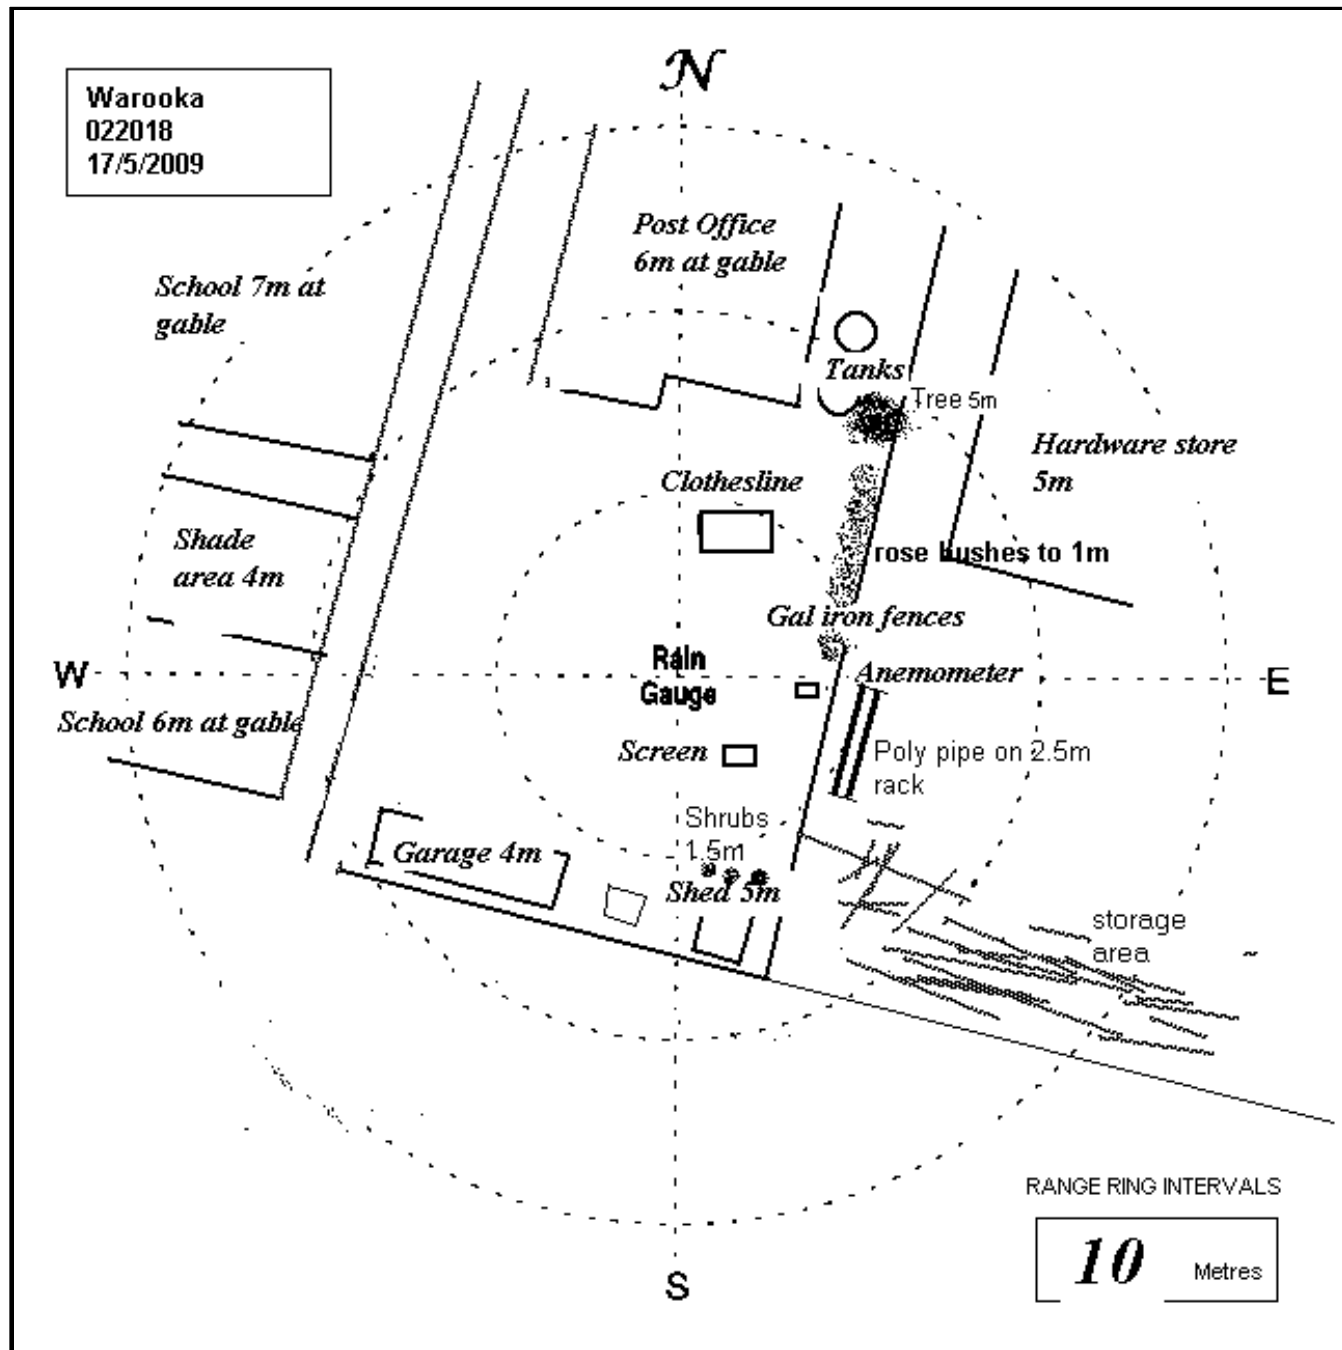 N
Warooka
022018
17/5/2009
Post Office
6m at gable
School 7m at
gable
Tanks
Tree 5m
Hardware store
5m
Clothesline
Shade
area 4m
rose bushes to 1m
Gal iron fences
Rain
Gauge
W
Anemometer
E
School 6m at gable
Screen
Poly pipe on 2.5m
rack
Shrubs
1.5m
Garage 4m
Shed 5m
storage
area
RANGE RING INTERVALS
10 Metres
S